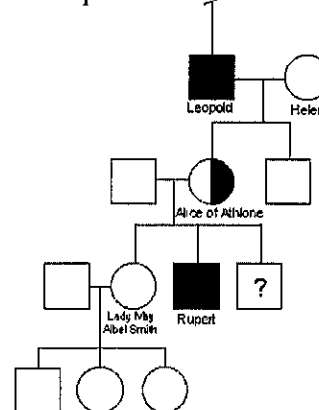 Leopold
Helen
Alice of Athlone
?
Lady May
Abel Smith
Rupert